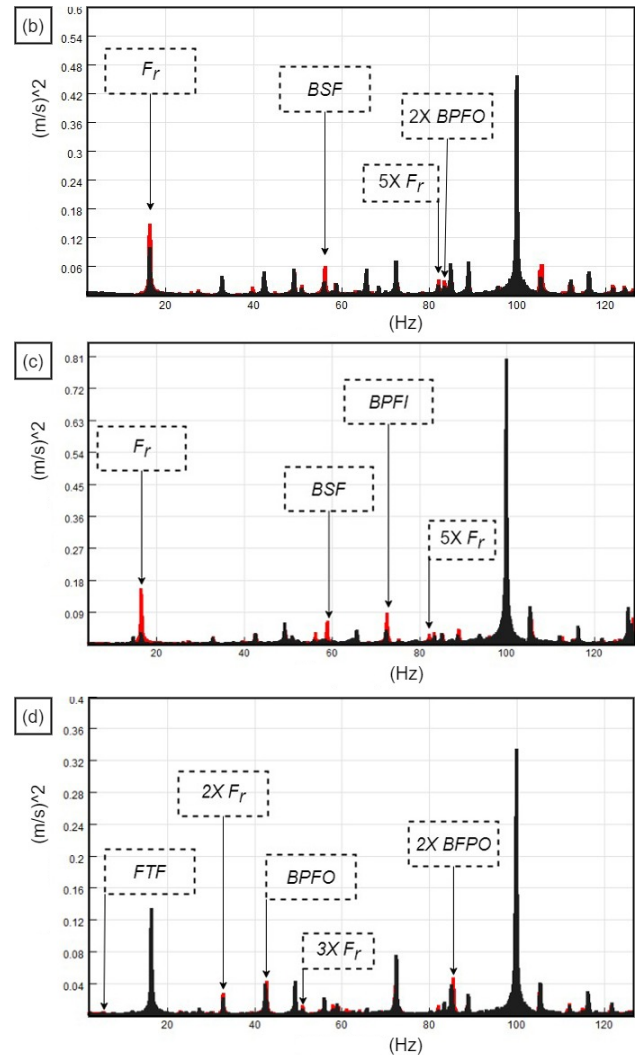 (b)
(m/s)^2
0.6
0.54
0.48
0.42
0.36
0.3
0.24
0.18
0.12
0.06
Fr
BSF
2X BPFO
5X Fr
20
40
60
80
100
120
(Hz)
(c)
(m/s)^2
0.81
0.72
0.63
0.54
0.45
0.36
0.27
0.18
0.09
Fr
BSF
BPFI
5X Fr
20
40
60
80
100
120
(Hz)
(d)
(m/s)^2
0.4
0.36
0.32
0.28
0.24
0.2
0.16
0.12
0.08
0.04
FTF
2X Fr
BPFO
3X Fr
2X BFPO
20
40
60
80
100
120
(Hz)